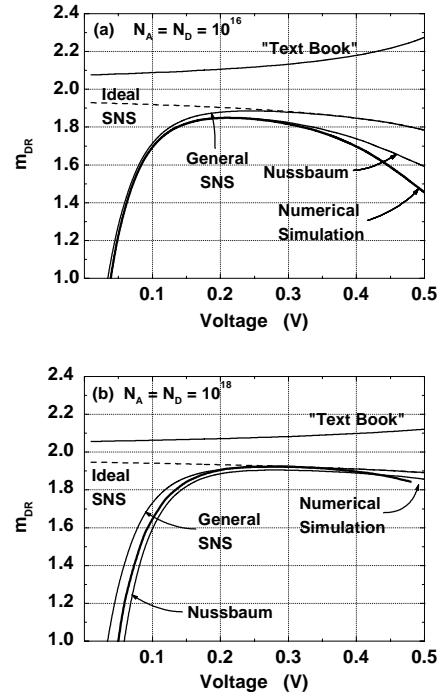 2.4
(a) N_A = N_D = 10^16
2.2
"Text Book"
2.0
Ideal
SNS
1.8
General
SNS
Nussbaum
1.6
Numerical
Simulation
1.4
1.2
1.0
m_DR
0.1 0.2 0.3 0.4 0.5
Voltage (V)
2.4
(b) N_A = N_D = 10^18
2.2
"Text Book"
2.0
Ideal
SNS
1.8
General
SNS
Numerical
Simulation
1.6
1.4
1.2
Nussbaum
1.0
m_DR
0.1 0.2 0.3 0.4 0.5
Voltage (V)